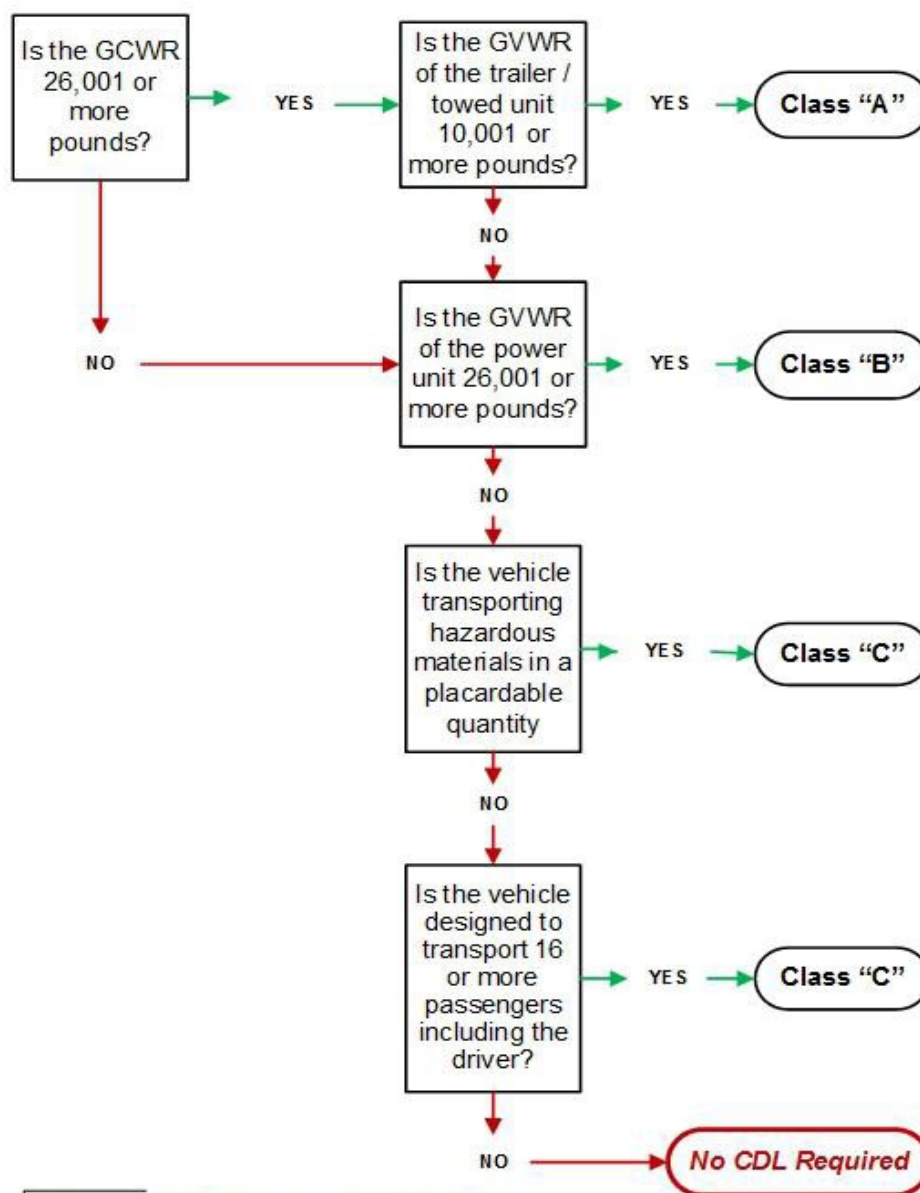 Is the GCWR
26,001 or
more
pounds?
YES
Is the GVWR
of the trailer /
towed unit
10,001 or
more pounds?
YES
Class “A”
NO
NO
Is the GVWR
of the power
unit 26,001 or
more pounds?
YES
Class “B”
NO
Is the vehicle
transporting
hazardous
materials in a
placardable
quantity
YES
Class “C”
NO
Is the vehicle
designed to
transport 16
or more
passengers
including the
driver?
YES
Class “C”
NO
No CDL Required